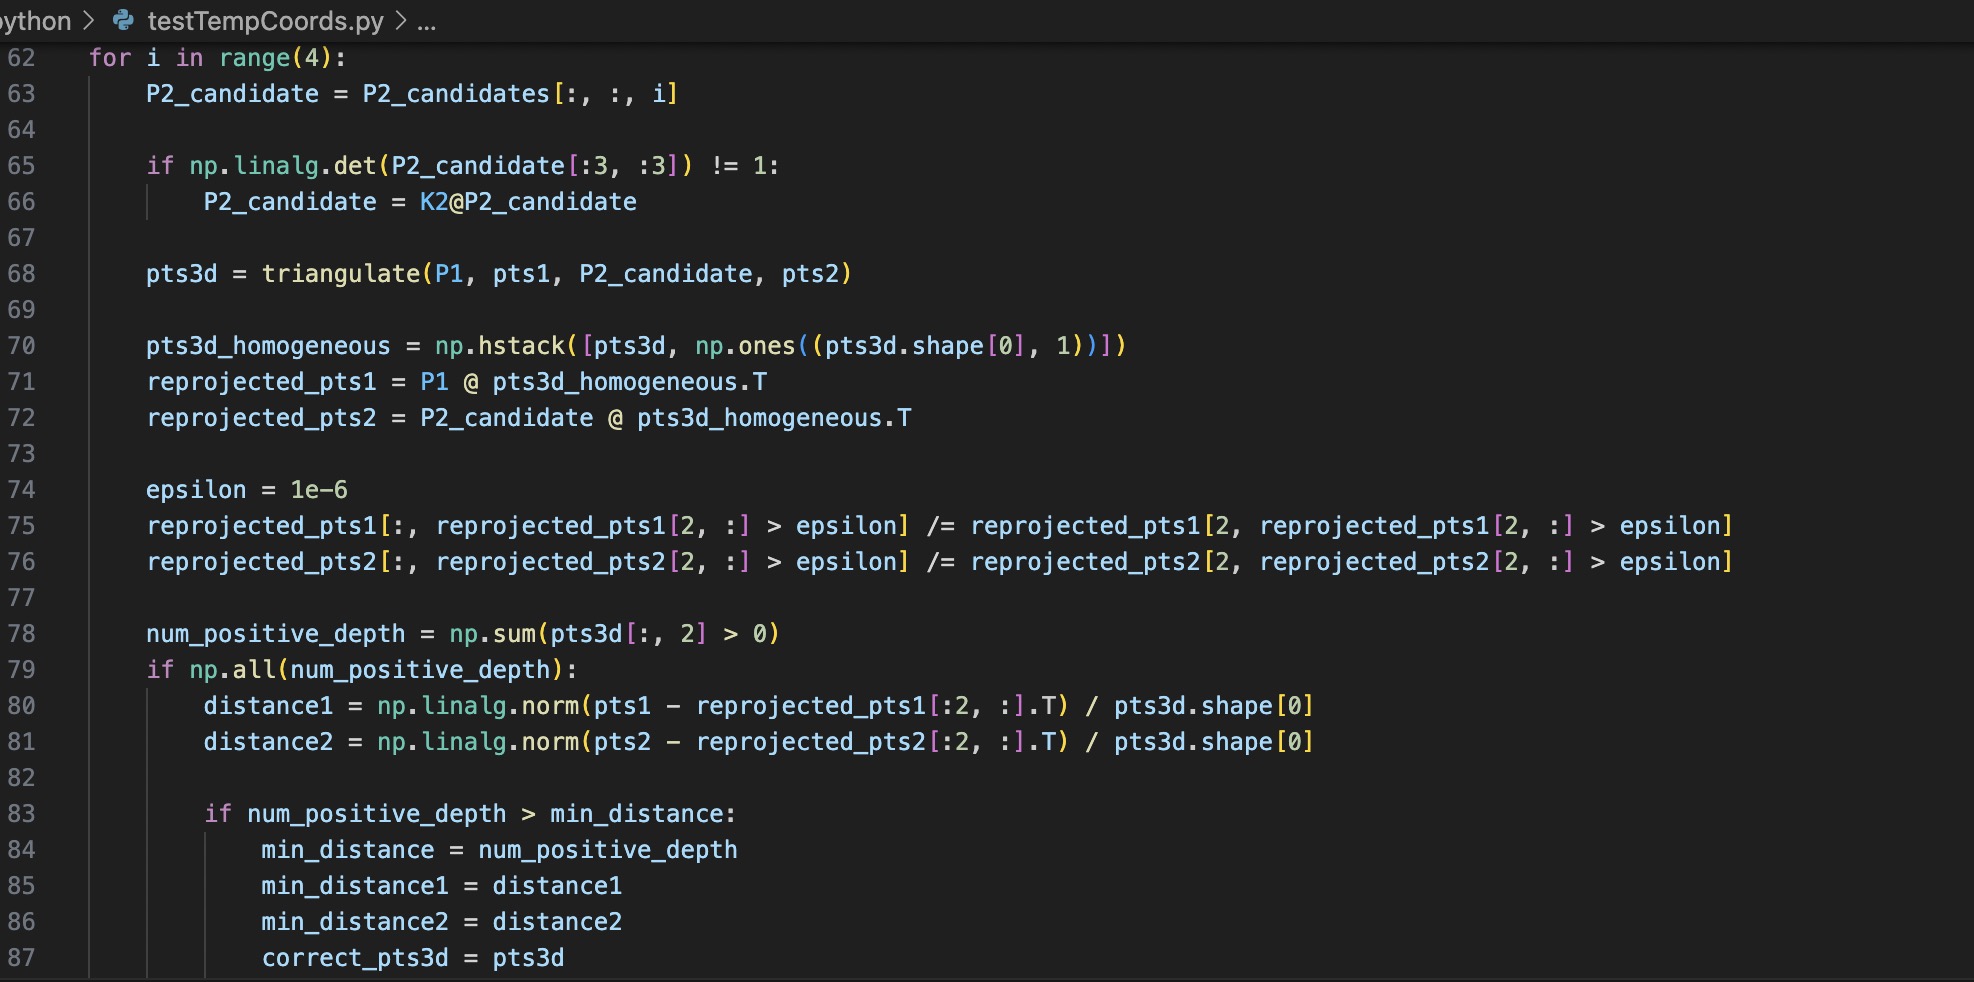 python > testTempCoords.py > ...
62 for i in range(4):
63     P2_candidate = P2_candidates[:, :, i]
64
65     if np.linalg.det(P2_candidate[:3, :3]) != 1:
66         P2_candidate = K2@P2_candidate
67
68     pts3d = triangulate(P1, pts1, P2_candidate, pts2)
69
70     pts3d_homogeneous = np.hstack([pts3d, np.ones((pts3d.shape[0], 1))])
71     reprojected_pts1 = P1 @ pts3d_homogeneous.T
72     reprojected_pts2 = P2_candidate @ pts3d_homogeneous.T
73
74     epsilon = 1e-6
75     reprojected_pts1[:, reprojected_pts1[2, :] > epsilon] /= reprojected_pts1[2, reprojected_pts1[2, :] > epsilon]
76     reprojected_pts2[:, reprojected_pts2[2, :] > epsilon] /= reprojected_pts2[2, reprojected_pts2[2, :] > epsilon]
77
78     num_positive_depth = np.sum(pts3d[:, 2] > 0)
79     if np.all(num_positive_depth):
80         distance1 = np.linalg.norm(pts1 - reprojected_pts1[:2, :].T) / pts3d.shape[0]
81         distance2 = np.linalg.norm(pts2 - reprojected_pts2[:2, :].T) / pts3d.shape[0]
82
83         if num_positive_depth > min_distance:
84             min_distance = num_positive_depth
85             min_distance1 = distance1
86             min_distance2 = distance2
87             correct_pts3d = pts3d